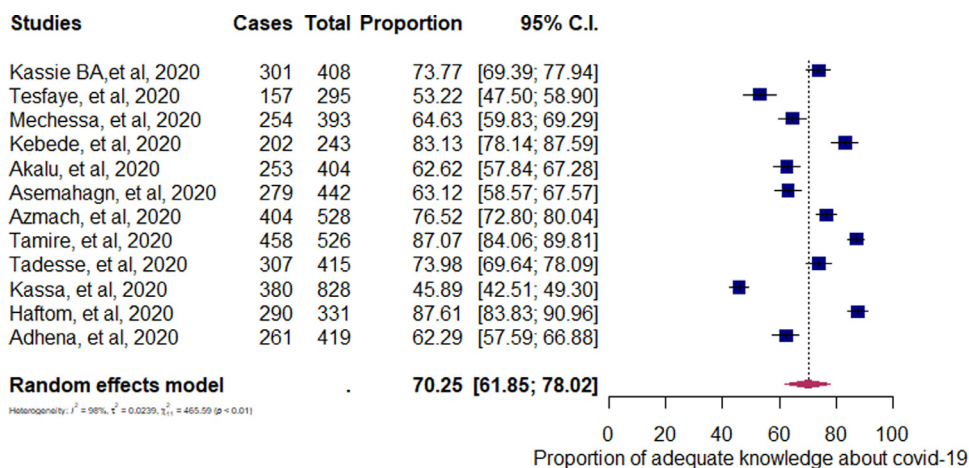 Studies Cases Total Proportion 95% C.I.
Kassie BA,et al, 2020 301 408 73.77 [69.39; 77.94]
Tesfaye, et al, 2020 157 295 53.22 [47.50; 58.90]
Mechessa, et al, 2020 254 393 64.63 [59.83; 69.29]
Kebede, et al, 2020 202 243 83.13 [78.14; 87.59]
Akalu, et al, 2020 253 404 62.62 [57.84; 67.28]
Asemahagn, et al, 2020 279 442 63.12 [58.57; 67.57]
Azmach, et al, 2020 404 528 76.52 [72.80; 80.04]
Tamire, et al, 2020 458 526 87.07 [84.06; 89.81]
Tadesse, et al, 2020 307 415 73.98 [69.64; 78.09]
Kassa, et al, 2020 380 828 45.89 [42.51; 49.30]
Haftom, et al, 2020 290 331 87.61 [83.83; 90.96]
Adhena, et al, 2020 261 419 62.29 [57.59; 66.88]
Random effects model . 70.25 [61.85; 78.02]
Heterogeneity: I² = 98%, τ² = 0.0239, χ²₁₁ = 465.59 (p < 0.01)
0 20 40 60 80 100
Proportion of adequate knowledge about covid-19